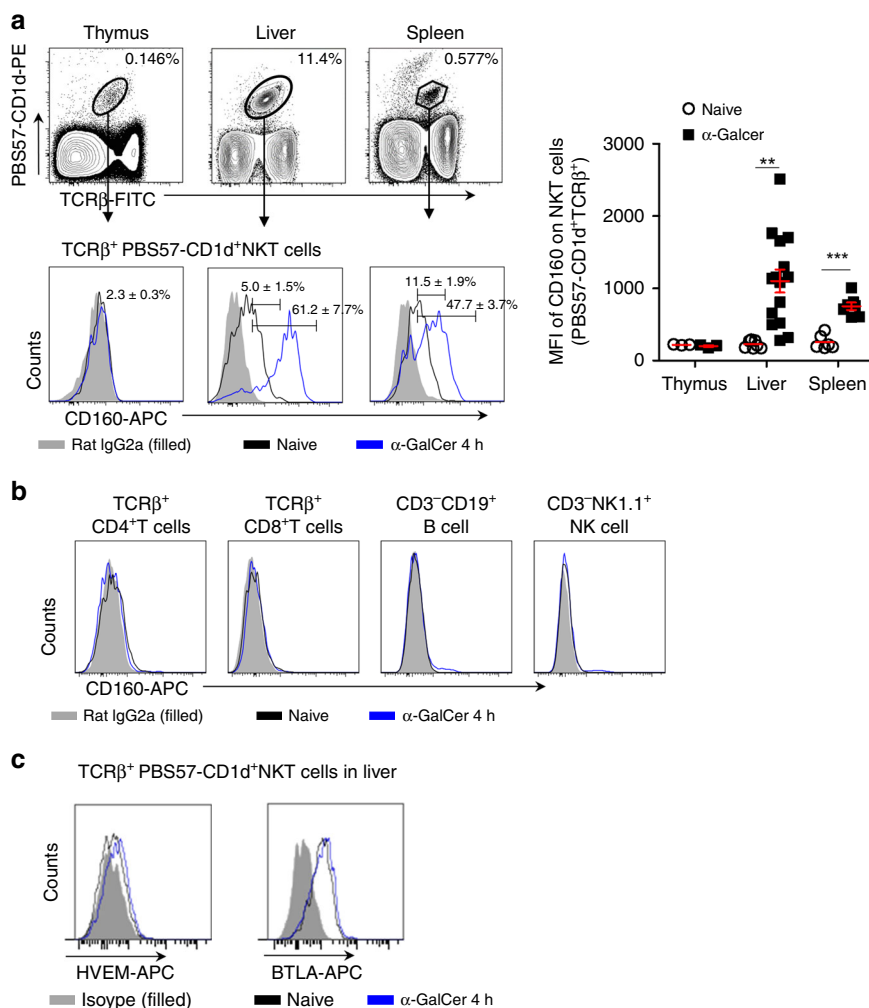 a
Thymus
Liver
Spleen
0.146%
11.4%
0.577%
PBS57-CD1d-PE
TCRβ-FITC
TCRβ⁺ PBS57-CD1d⁺NKT cells
2.3 ± 0.3%
5.0 ± 1.5%
61.2 ± 7.7%
11.5 ± 1.9%
47.7 ± 3.7%
Counts
CD160-APC
Rat IgG2a (filled)
Naive
α-GalCer 4 h
Naive
α-Galcer
MFI of CD160 on NKT cells
(PBS57-CD1d⁺TCRβ⁺)
3000
2000
1000
0
**
***
Thymus
Liver
Spleen
b
TCRβ⁺
CD4⁺T cells
TCRβ⁺
CD8⁺T cells
CD3⁻CD19⁺
B cell
CD3⁻NK1.1⁺
NK cell
Counts
CD160-APC
Rat IgG2a (filled)
Naive
α-GalCer 4 h
c
TCRβ⁺ PBS57-CD1d⁺NKT cells in liver
Counts
HVEM-APC
BTLA-APC
Isoype (filled)
Naive
α-GalCer 4 h